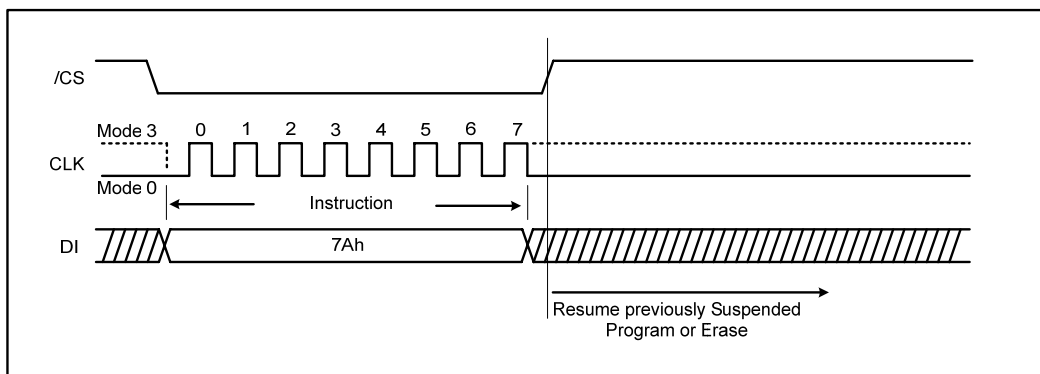 /CS
Mode 3 0 1 2 3 4 5 6 7
CLK
Mode 0
Instruction
DI 7Ah
Resume previously Suspended
Program or Erase